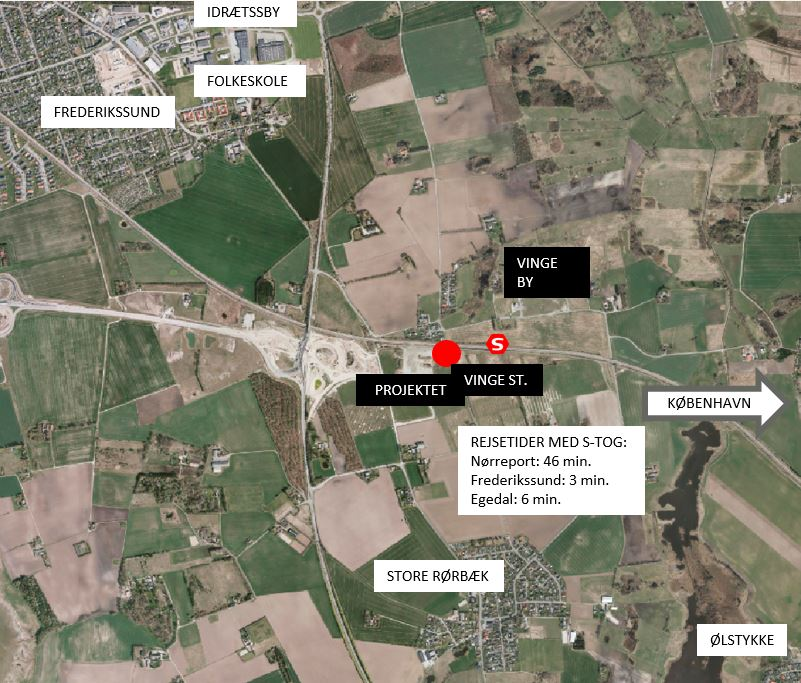 IDRÆTSSBY
FOLKESKOLE
FREDERIKSSUND
VINGE
BY
S
VINGE ST.
PROJEKTET
KØBENHAVN
REJSETIDER MED S-TOG:
Nørreport: 46 min.
Frederikssund: 3 min.
Egedal: 6 min.
STORE RØRBÆK
ØLSTYKKE